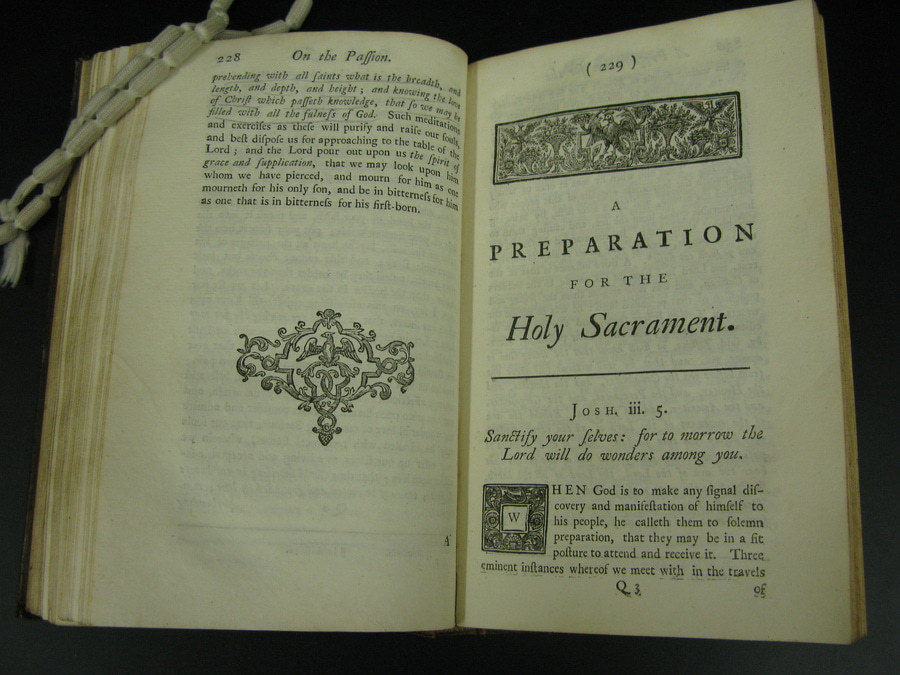 228 On the Paſſion.
prehending with all ſaints what is the breadth, and
length, and depth, and height; and knowing the love
of Chriſt which paſſeth knowledge, that ſo we may be
filled with all the fulneſs of God. Such meditations
and exerciſes as theſe will purify and raiſe our ſouls,
and beſt diſpoſe us for approaching to the table of the
Lord; and the Lord pour out upon us the ſpirit of
grace and ſupplication, that we may look upon him
whom we have pierced, and mourn for him as one
mourneth for his only ſon, and be in bitterneſs for him
as one that is in bitterneſs for his firſt-born.
A
( 229 )
A
PREPARATION
FOR THE
Holy Sacrament.
JOSH. iii. 5.
Sanctify your ſelves: for to morrow the
Lord will do wonders among you.
WHEN God is to make any ſignal diſ-
covery and manifeſtation of himſelf to
his people, he calleth them to ſolemn
preparation, that they may be in a fit
poſture to attend and receive it. Three
eminent inſtances whereof we meet with in the travels
Q 3 of